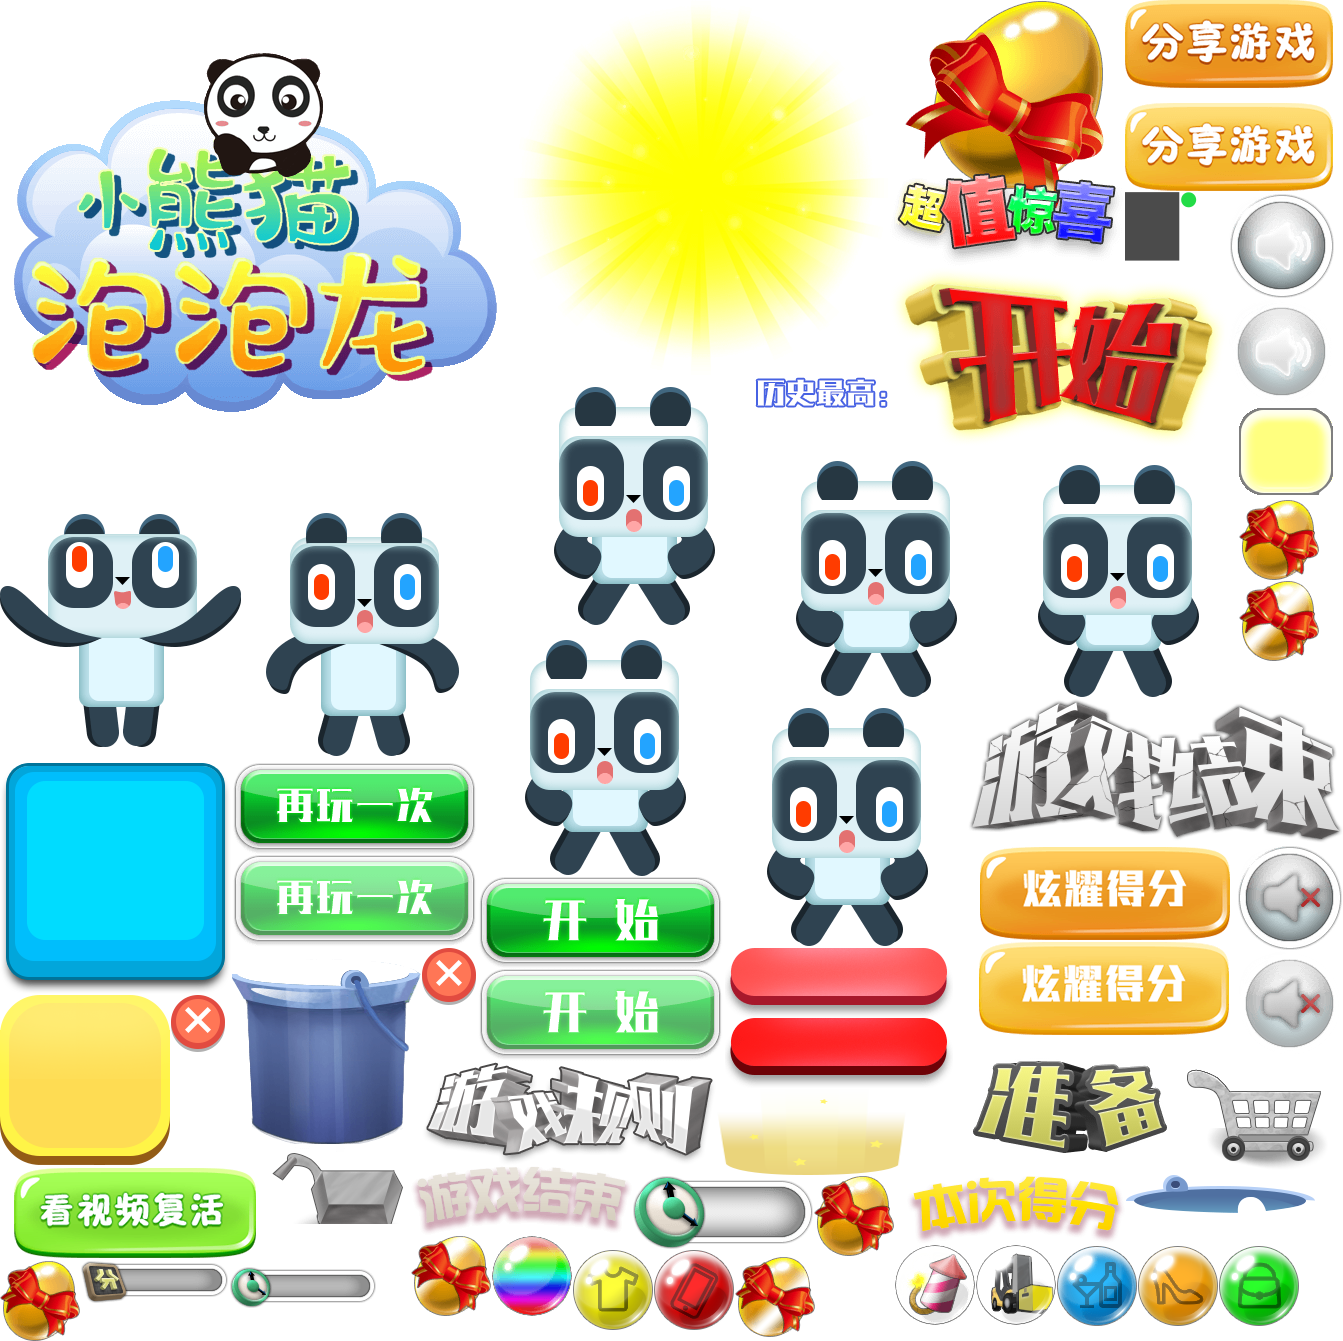 小熊猫
泡泡龙
超值惊喜
分享游戏
分享游戏
开始
历史最高：
游戏结束
再玩一次
再玩一次
开 始
开 始
炫耀得分
炫耀得分
游戏规则
准备
看视频复活
游戏结束
本次得分
分